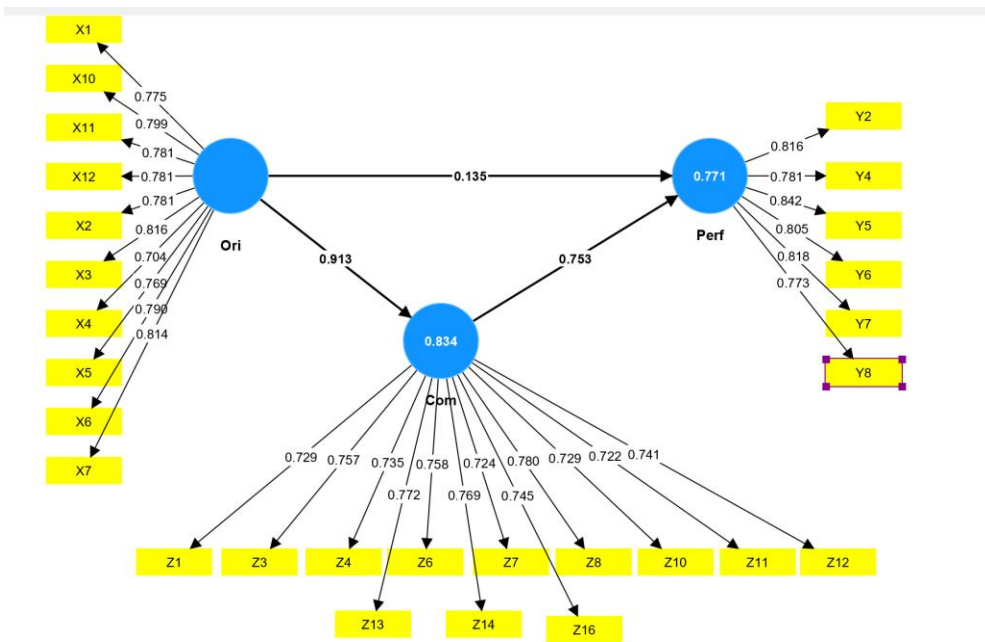 X1
X10
X11
X12
X2
X3
X4
X5
X6
X7
0.775
0.799
0.781
0.781
0.781
0.816
0.704
0.769
0.790
0.814
Ori
0.135
0.913
0.753
0.771
Perf
0.834
Com
0.816
0.781
0.842
0.805
0.818
0.773
Y2
Y4
Y5
Y6
Y7
Y8
0.729 0.757 0.735 0.758 0.724 0.780 0.729 0.722 0.741
0.772 0.769 0.745
Z1 Z3 Z4 Z6 Z7 Z8 Z10 Z11 Z12
Z13 Z14 Z16